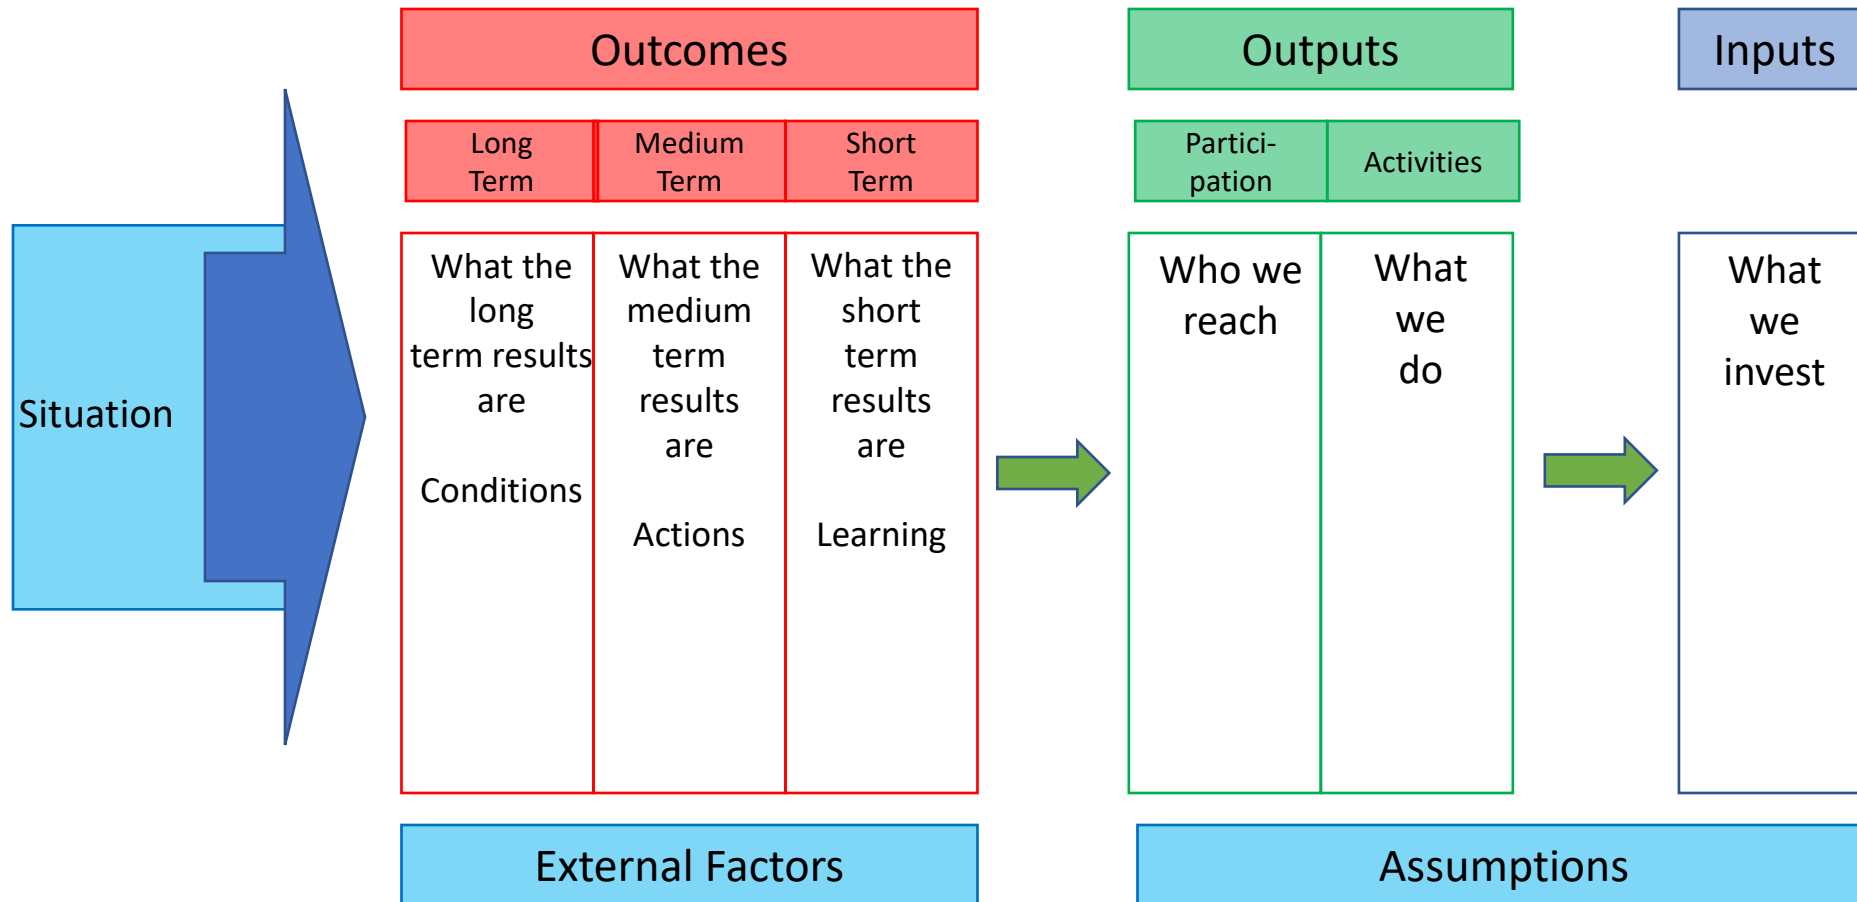 Outcomes
Outputs
Inputs
Long
Term
Medium
Term
Short
Term
Partici-
pation
Activities
Situation
What the
long
term results
are
Conditions
What the
medium
term
results
are
Actions
What the
short
term
results
are
Learning
Who we
reach
What
we
do
What
we
invest
External Factors
Assumptions